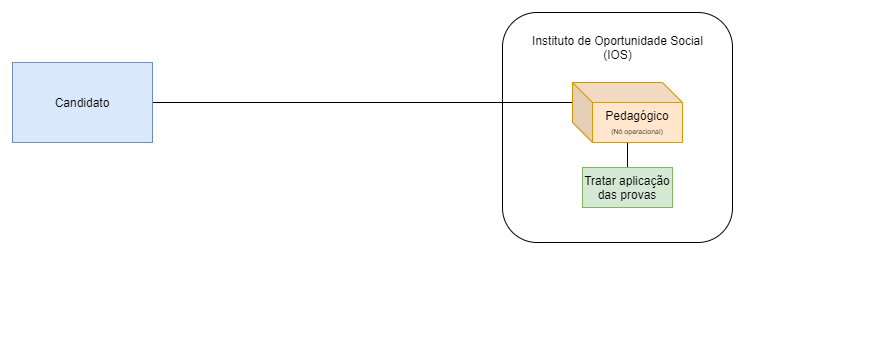 Instituto de Oportunidade Social
(IOS)
Candidato
Pedagógico
(Nó operacional)
Tratar aplicação
das provas